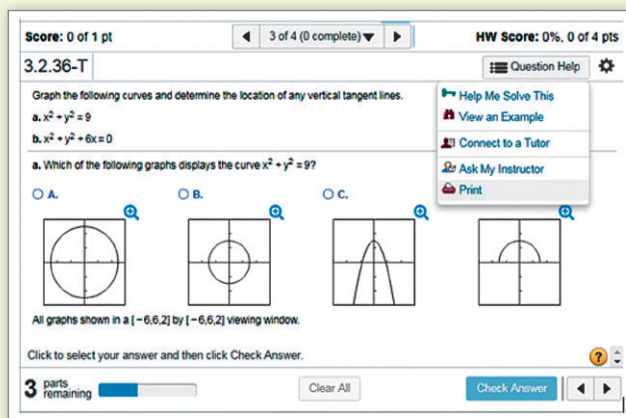 Score: 0 of 1 pt
3 of 4 (0 complete)
HW Score: 0%, 0 of 4 pts
3.2.36-T
Question Help
Graph the following curves and determine the location of any vertical tangent lines.
a. x² + y² = 9
b. x² + y² + 6x = 0
Help Me Solve This
View an Example
Connect to a Tutor
Ask My Instructor
Print
a. Which of the following graphs displays the curve x² + y² = 9?
A.
B.
C.
All graphs shown in a [-6,6,2] by [-6,6,2] viewing window.
Click to select your answer and then click Check Answer.
?
3 parts remaining
Clear All
Check Answer